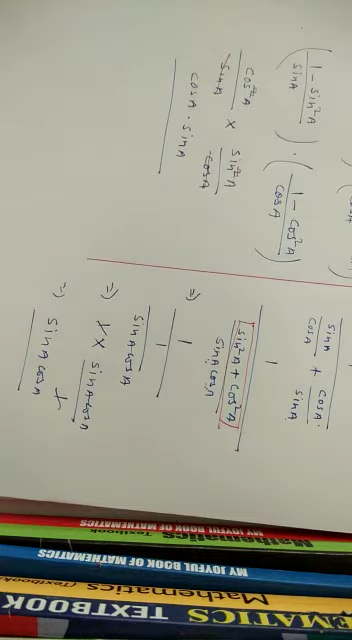 (1 - sin²A / sinA) · (1 - cos²A / cosA)
cos²A / sinA × sin²A / cosA
cosA · sinA
1 / (sinA / cosA + cosA / sinA)
1 / (sin²A + cos²A / sinA cosA)
⇒ 1 / (1 / sinA cosA)
⇒ 1 × sinA cosA
⇒ sinA cosA
MY JOYFUL BOOK OF MATHEMATICS
Mathematics Textbook
MY JOYFUL BOOK OF MATHEMATICS
Mathematics (Textbook)
EMATICS TEXTBOOK